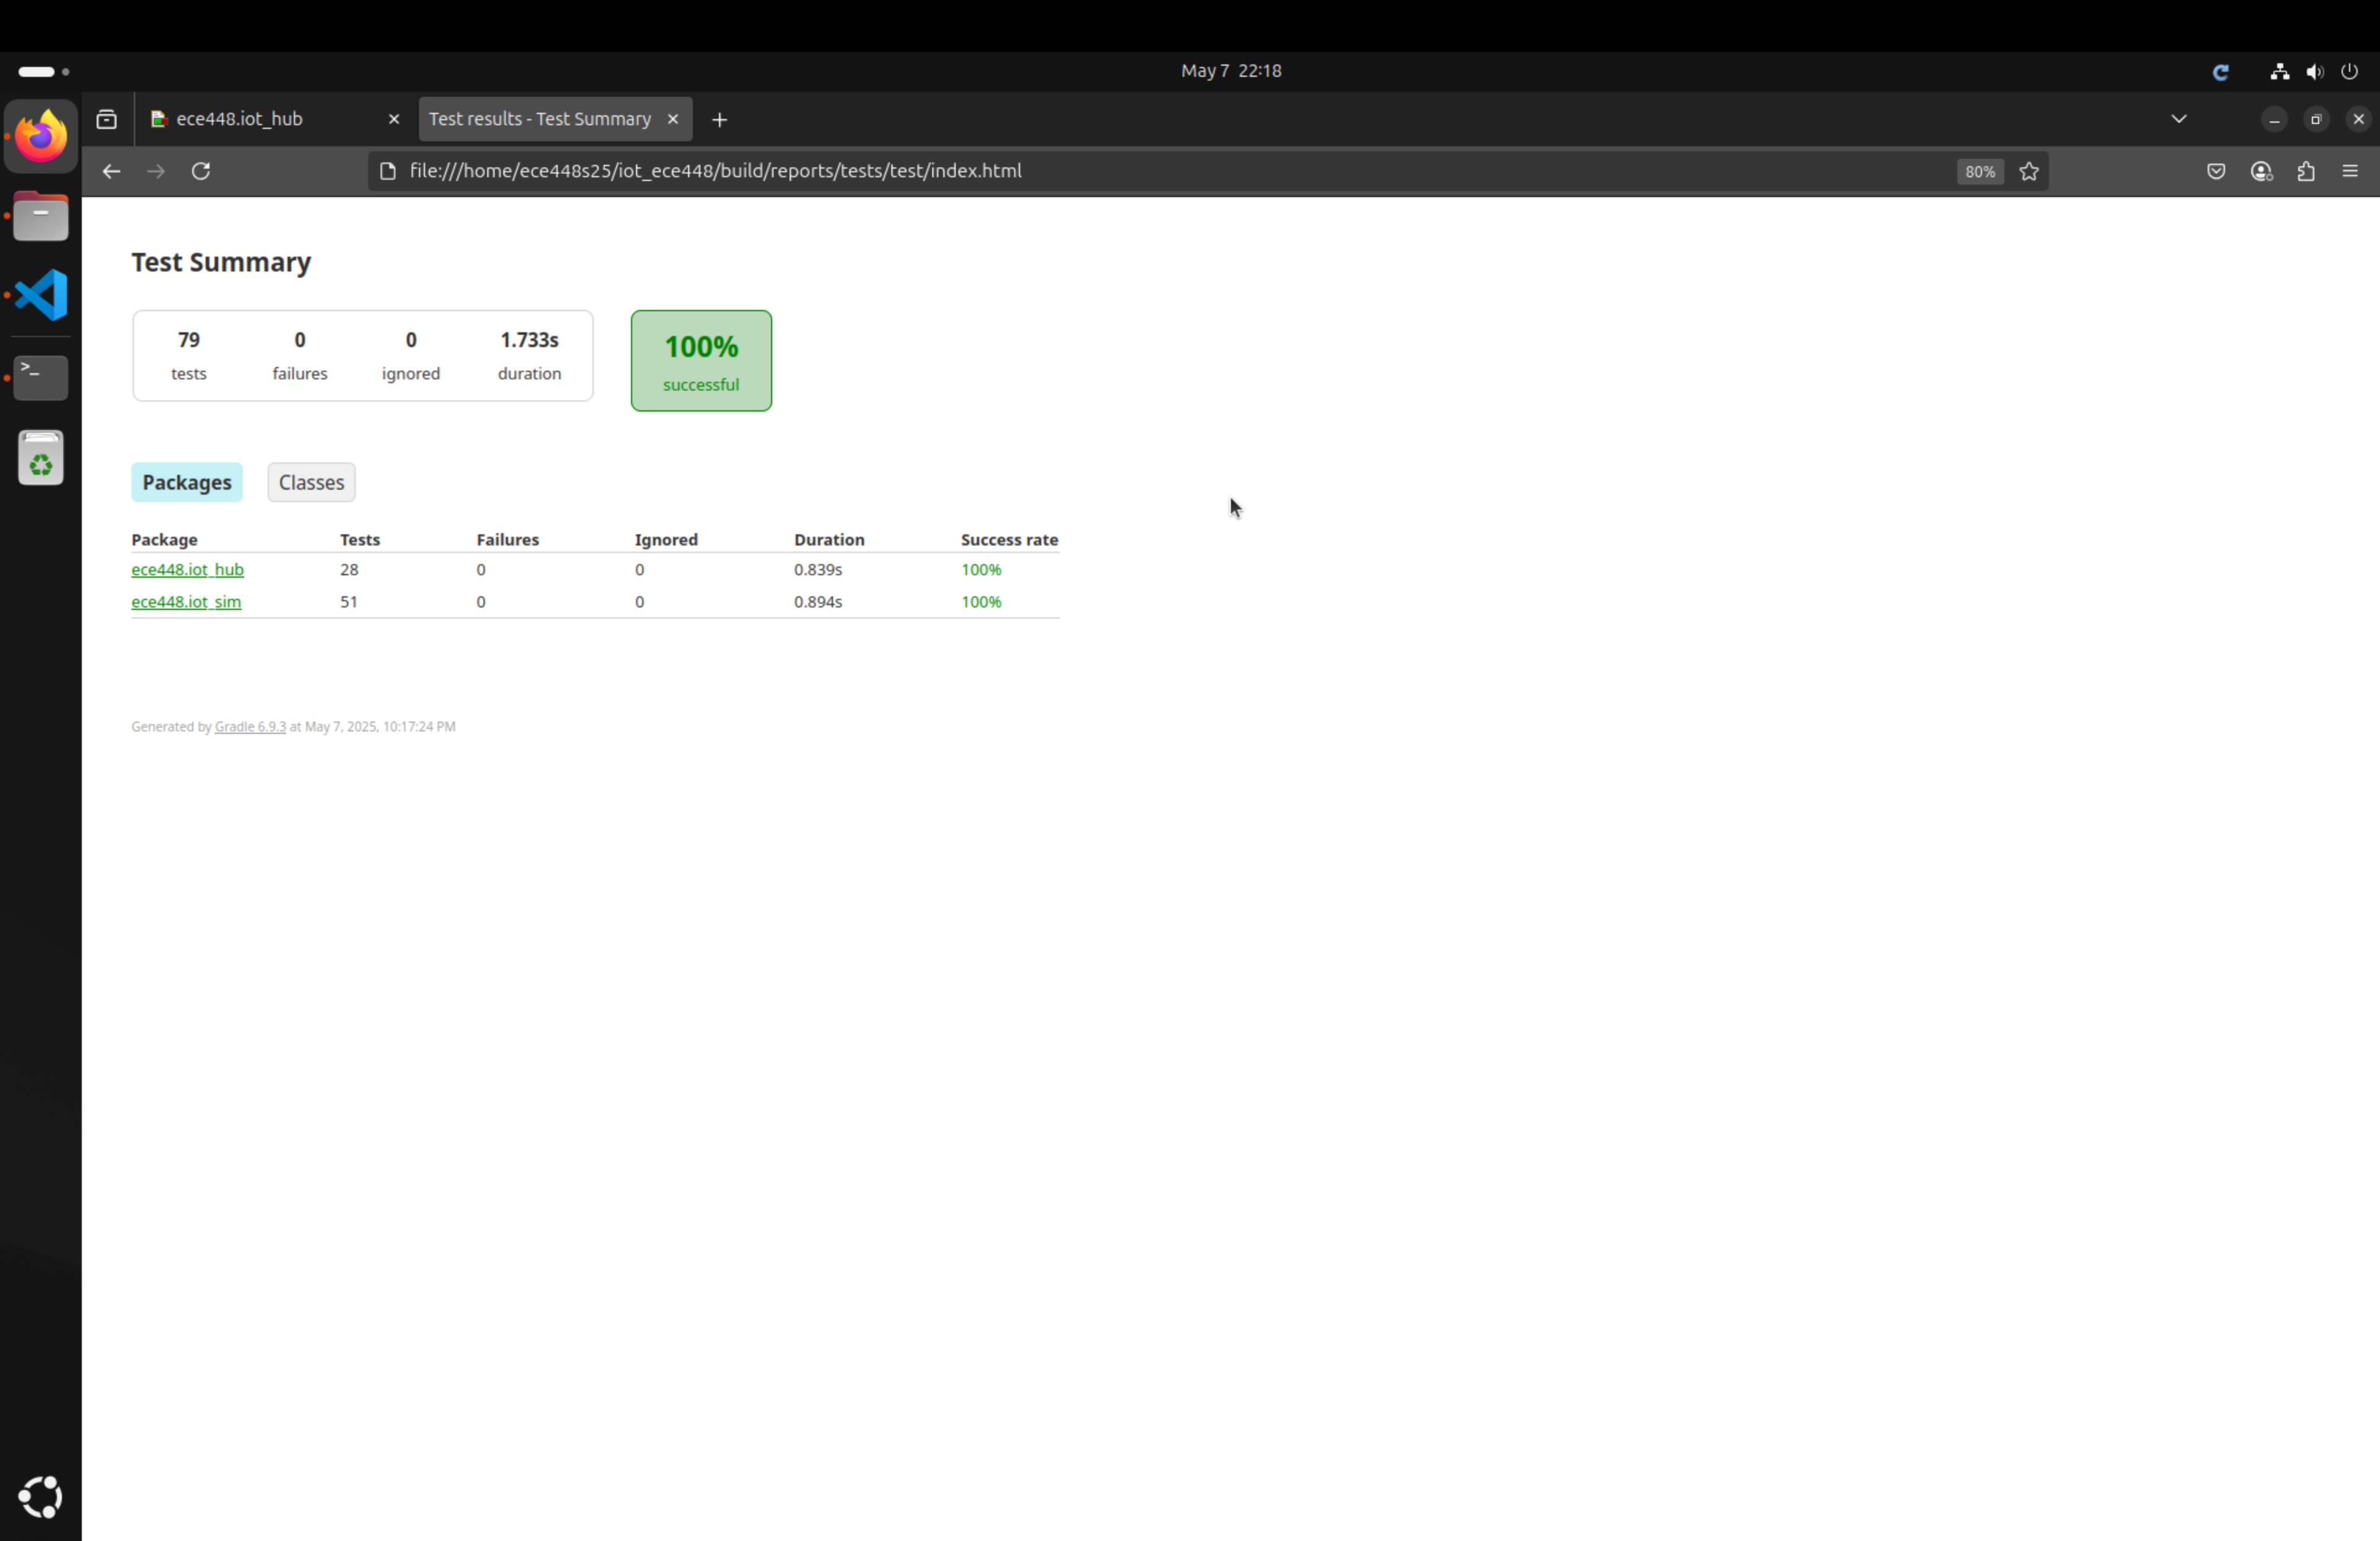 May 7 22:18
ece448.iot_hub
Test results - Test Summary
file:///home/ece448s25/iot_ece448/build/reports/tests/test/index.html
80%
Test Summary
79 0 0 1.733s
tests failures ignored duration
100%
successful
Packages Classes
Package Tests Failures Ignored Duration Success rate
ece448.iot_hub 28 0 0 0.839s 100%
ece448.iot_sim 51 0 0 0.894s 100%
Generated by Gradle 6.9.3 at May 7, 2025, 10:17:24 PM